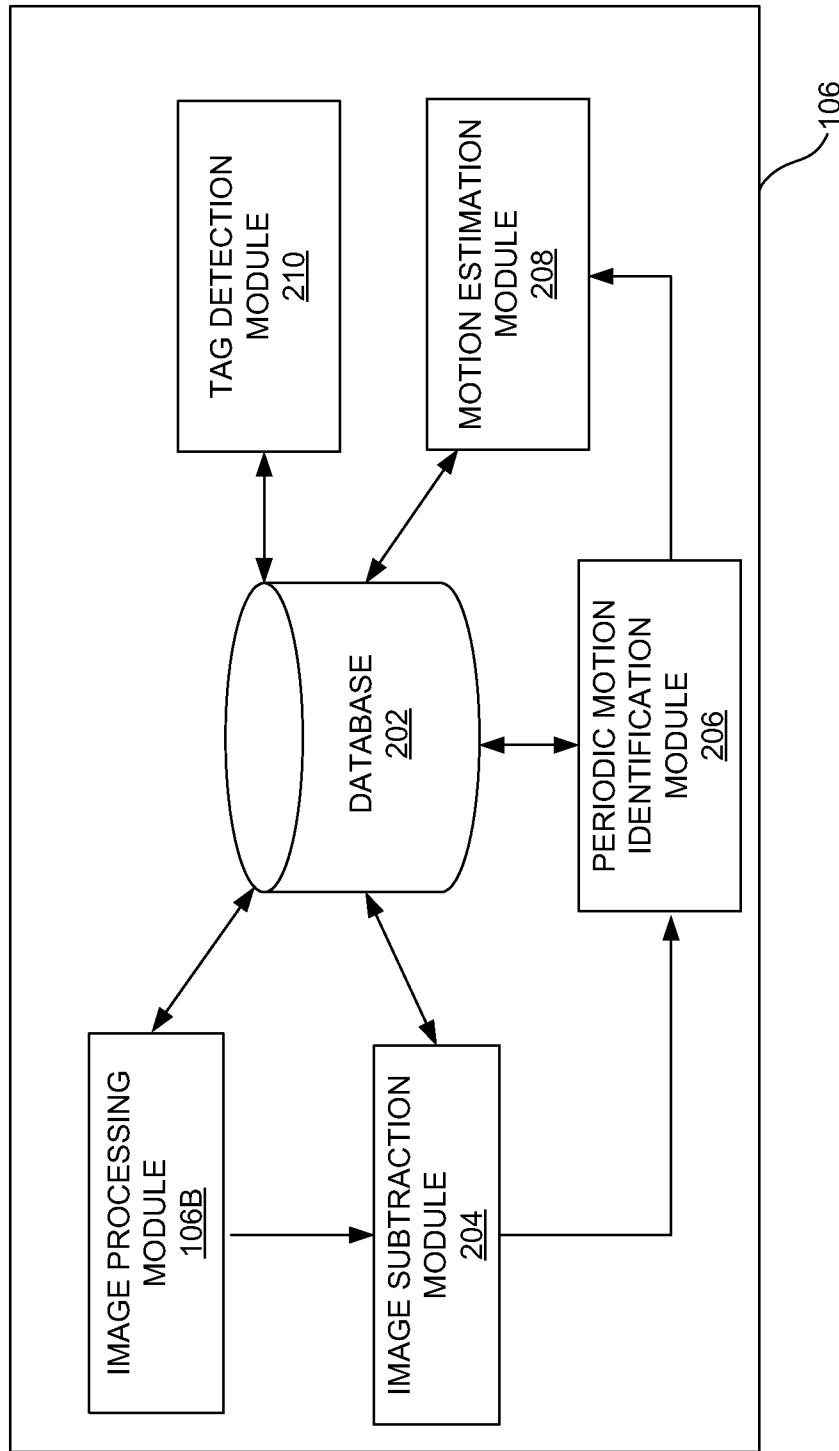 IMAGE PROCESSING
MODULE
106B
TAG DETECTION
MODULE
210
DATABASE
202
IMAGE SUBTRACTION
MODULE
204
MOTION ESTIMATION
MODULE
208
PERIODIC MOTION
IDENTIFICATION
MODULE
206
106